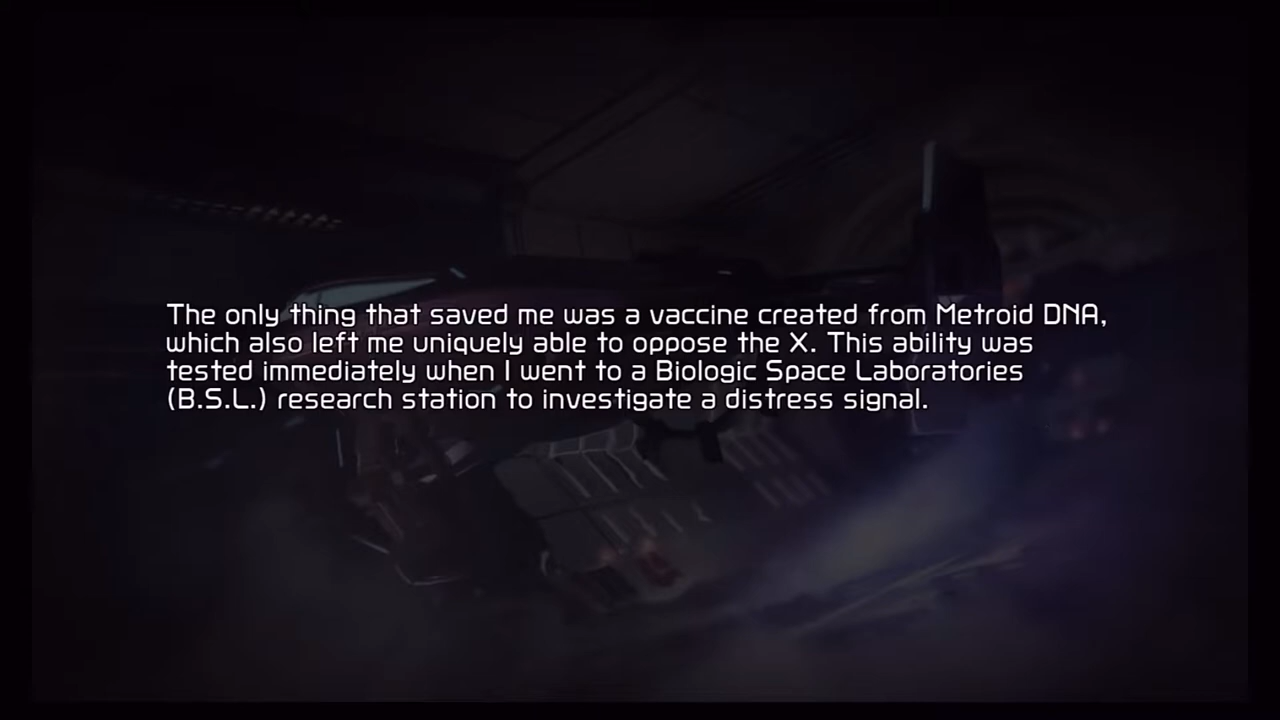 The only thing that saved me was a vaccine created from Metroid DNA,
which also left me uniquely able to oppose the X. This ability was
tested immediately when I went to a Biologic Space Laboratories
(B.S.L.) research station to investigate a distress signal.